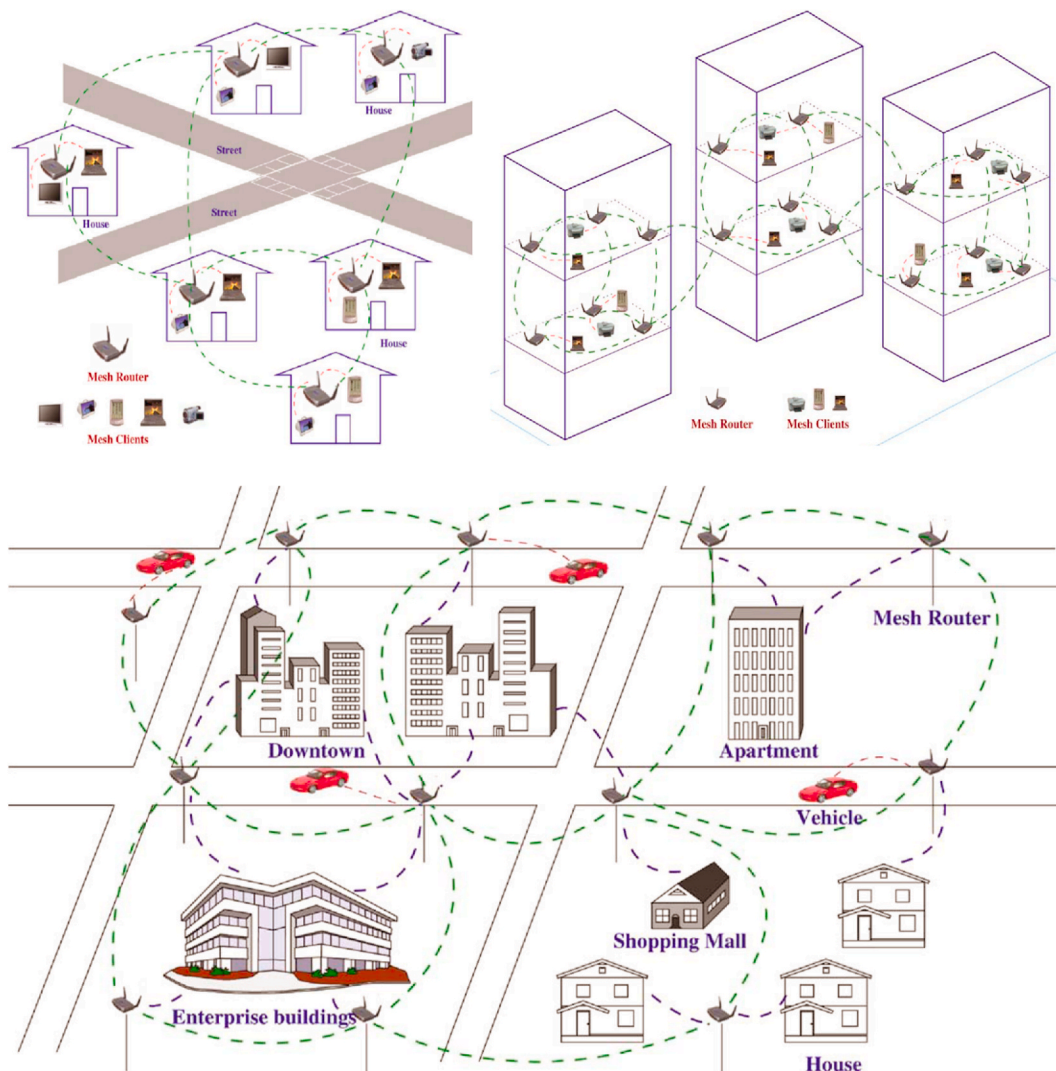 House
Street
Street
House
House
Mesh Router
Mesh Clients
Mesh Router
Mesh Clients
Mesh Router
Downtown
Apartment
Vehicle
Shopping Mall
Enterprise buildings
House